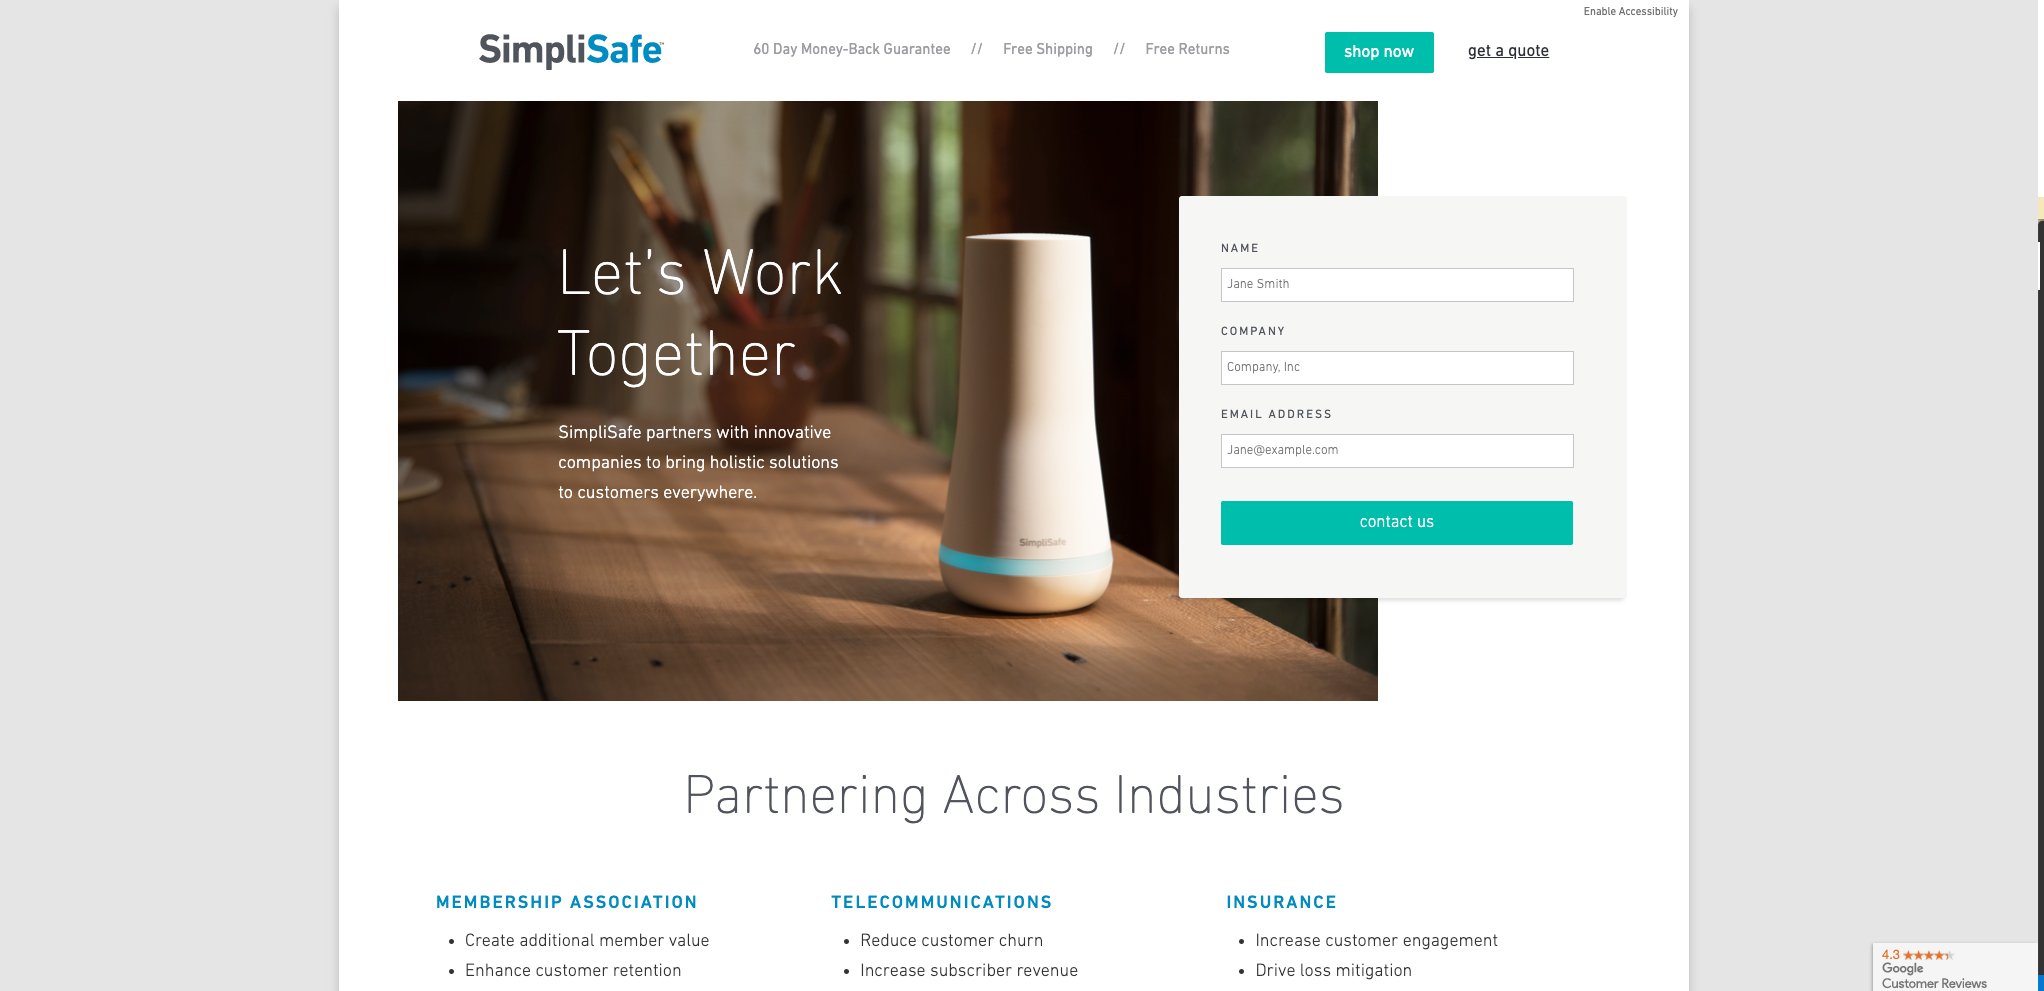 Enable Accessibility
SimpliSafe™
60 Day Money-Back Guarantee // Free Shipping // Free Returns
shop now
get a quote
Let's Work
Together
SimpliSafe partners with innovative
companies to bring holistic solutions
to customers everywhere.
SimpliSafe
NAME
Jane Smith
COMPANY
Company, Inc
EMAIL ADDRESS
Jane@example.com
contact us
Partnering Across Industries
MEMBERSHIP ASSOCIATION
• Create additional member value
• Enhance customer retention
TELECOMMUNICATIONS
• Reduce customer churn
• Increase subscriber revenue
INSURANCE
• Increase customer engagement
• Drive loss mitigation
4.3
Google
Customer Reviews